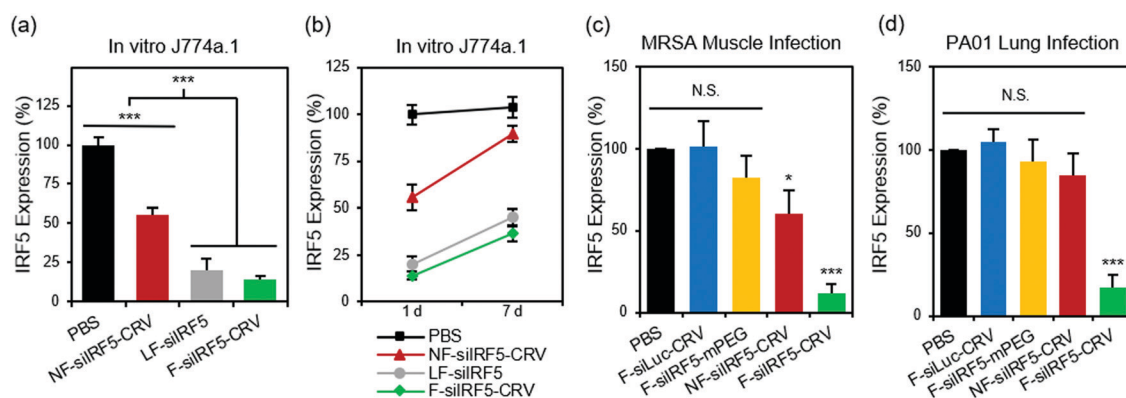 (a)
In vitro J774a.1
IRF5 Expression (%)
125
100
75
50
25
0
***
***
PBS
NF-siIRF5-CRV
LF-siIRF5
F-siIRF5-CRV
(b)
In vitro J774a.1
IRF5 Expression (%)
125
100
75
50
25
0
1 d
7 d
PBS
NF-siIRF5-CRV
LF-siIRF5
F-siIRF5-CRV
(c)
MRSA Muscle Infection
IRF5 Expression (%)
150
100
50
0
N.S.
*
***
PBS
F-siLuc-CRV
F-siIRF5-mPEG
NF-siIRF5-CRV
F-siIRF5-CRV
(d)
PA01 Lung Infection
IRF5 Expression (%)
150
100
50
0
N.S.
***
PBS
F-siLuc-CRV
F-siIRF5-mPEG
NF-siIRF5-CRV
F-siIRF5-CRV